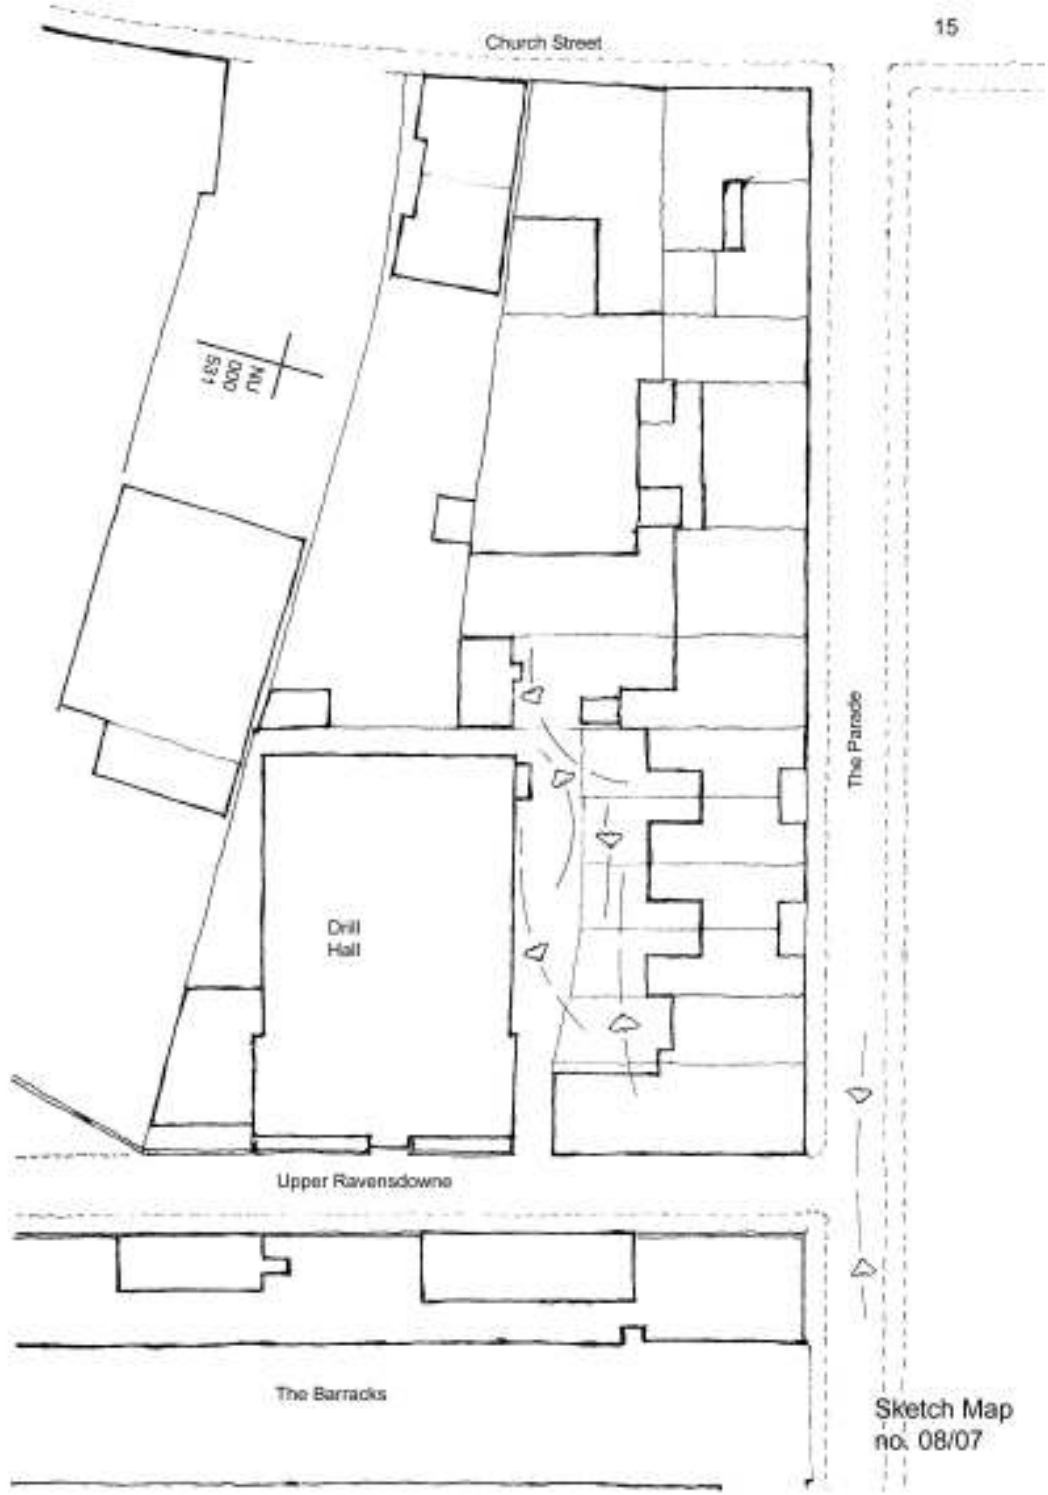 15
Church Street
NU
000
531
The Parade
Drill
Hall
Upper Ravensdowne
The Barracks
Sketch Map
no. 08/07